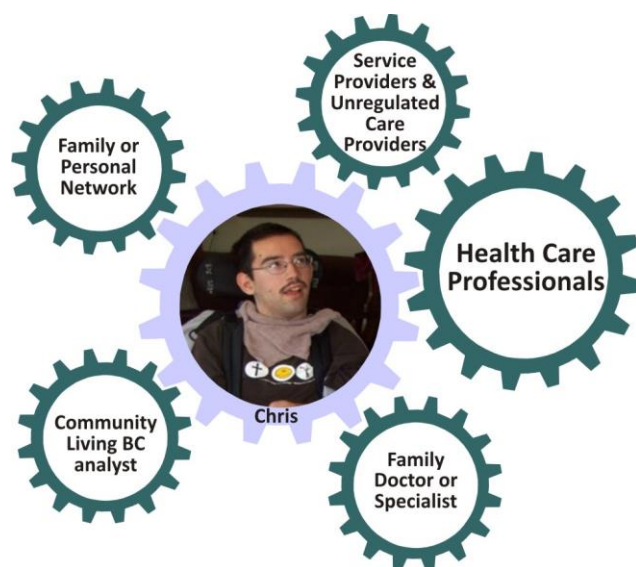 Service
Providers &
Unregulated
Care
Providers
Family or
Personal
Network
Health Care
Professionals
Chris
Community
Living BC
analyst
Family
Doctor or
Specialist